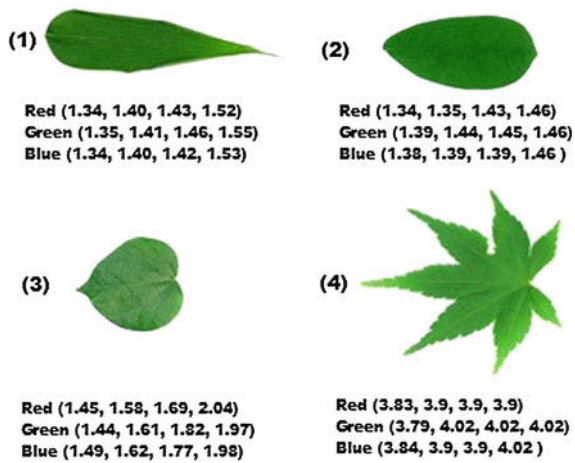 (1)
(2)
Red (1.34, 1.40, 1.43, 1.52)
Green (1.35, 1.41, 1.46, 1.55)
Blue (1.34, 1.40, 1.42, 1.53)
Red (1.34, 1.35, 1.43, 1.46)
Green (1.39, 1.44, 1.45, 1.46)
Blue (1.38, 1.39, 1.39, 1.46 )
(3)
(4)
Red (1.45, 1.58, 1.69, 2.04)
Green (1.44, 1.61, 1.82, 1.97)
Blue (1.49, 1.62, 1.77, 1.98)
Red (3.83, 3.9, 3.9, 3.9)
Green (3.79, 4.02, 4.02, 4.02)
Blue (3.84, 3.9, 3.9, 4.02 )